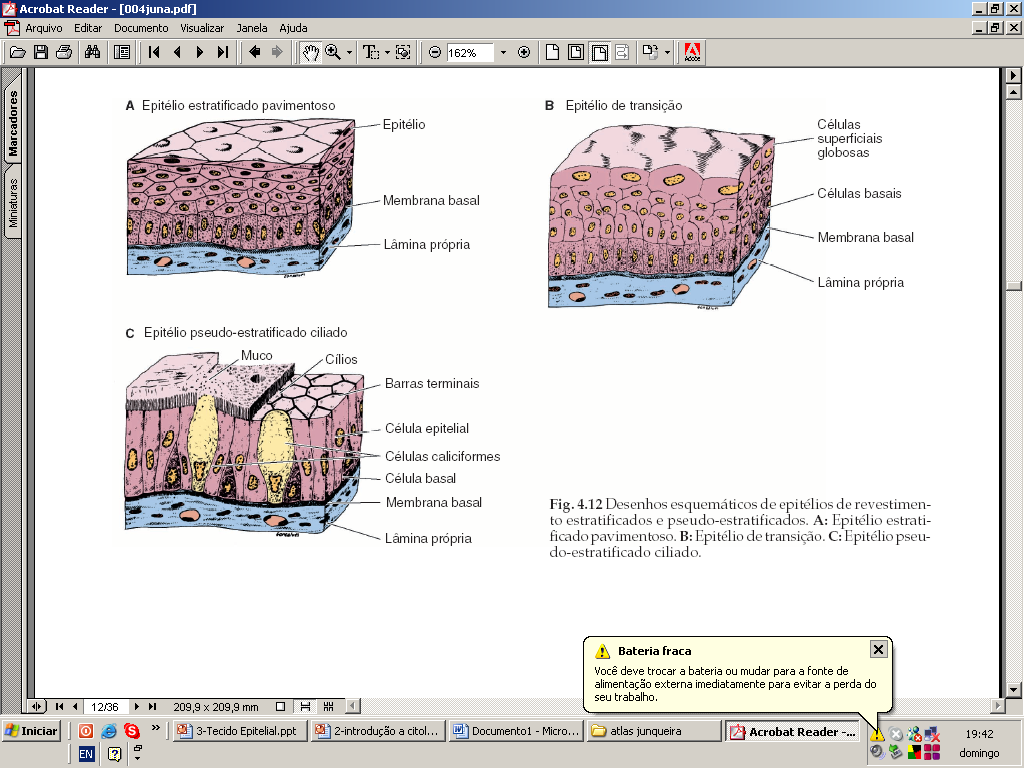 Acrobat Reader - [004juna.pdf]
Arquivo Editar Documento Visualizar Janela Ajuda
162%
Adobe
Marcadores
Miniaturas
A Epitélio estratificado pavimentoso
Epitélio
Membrana basal
Lâmina própria
B Epitélio de transição
Células
superficiais
globosas
Células basais
Membrana basal
Lâmina própria
C Epitélio pseudo-estratificado ciliado
Muco
Cílios
Barras terminais
Célula epitelial
Células caliciformes
Célula basal
Membrana basal
Lâmina própria
Fig. 4.12 Desenhos esquemáticos de epitélios de revestimen-
to estratificados e pseudo-estratificados. A: Epitélio estrati-
ficado pavimentoso. B: Epitélio de transição. C: Epitélio pseu-
do-estratificado ciliado.
Bateria fraca
Você deve trocar a bateria ou mudar para a fonte de
alimentação externa imediatamente para evitar a perda do
seu trabalho.
12/36
209,9 x 209,9 mm
Iniciar
3-Tecido Epitelial.ppt
2-introdução a citol...
Documento1 - Micro...
atlas junqueira
Acrobat Reader -...
EN
19:42
domingo